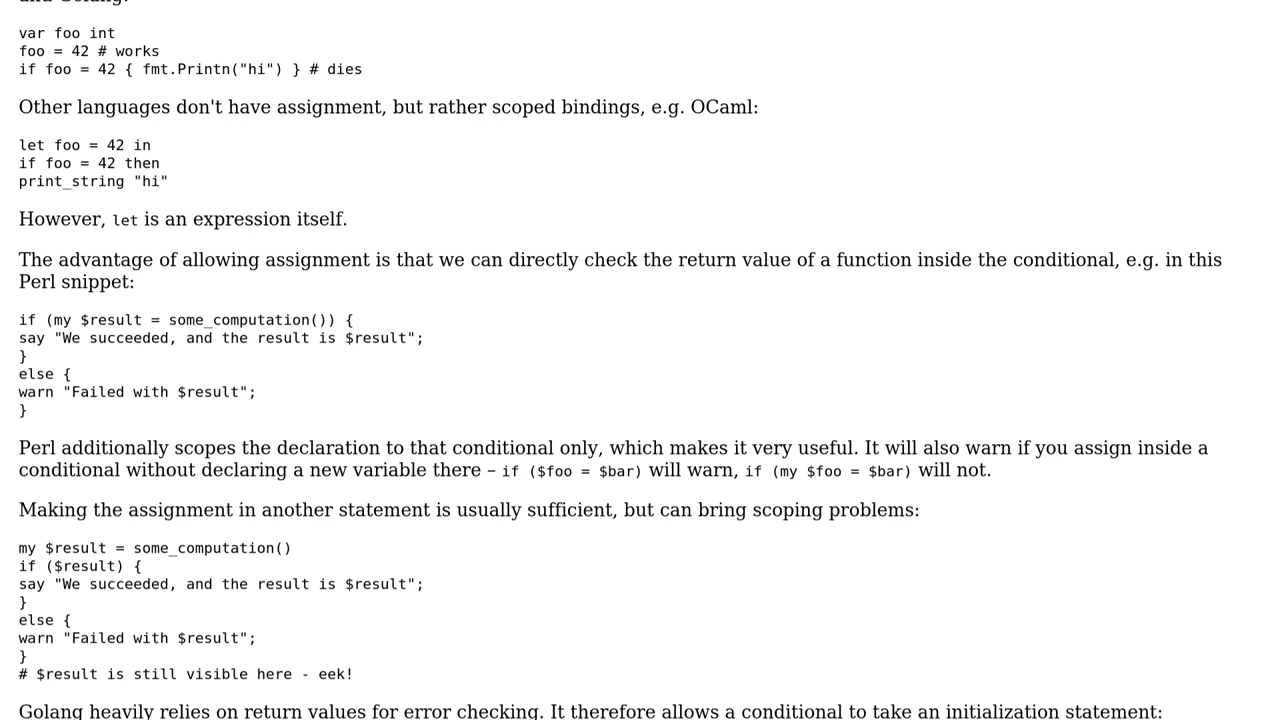 and Golang:
var foo int
foo = 42 # works
if foo = 42 { fmt.Printn("hi") } # dies
Other languages don't have assignment, but rather scoped bindings, e.g. OCaml:
let foo = 42 in
if foo = 42 then
print_string "hi"
However, let is an expression itself.
The advantage of allowing assignment is that we can directly check the return value of a function inside the conditional, e.g. in this
Perl snippet:
if (my $result = some_computation()) {
say "We succeeded, and the result is $result";
}
else {
warn "Failed with $result";
}
Perl additionally scopes the declaration to that conditional only, which makes it very useful. It will also warn if you assign inside a
conditional without declaring a new variable there – if ($foo = $bar) will warn, if (my $foo = $bar) will not.
Making the assignment in another statement is usually sufficient, but can bring scoping problems:
my $result = some_computation()
if ($result) {
say "We succeeded, and the result is $result";
}
else {
warn "Failed with $result";
}
# $result is still visible here - eek!
Golang heavily relies on return values for error checking. It therefore allows a conditional to take an initialization statement: